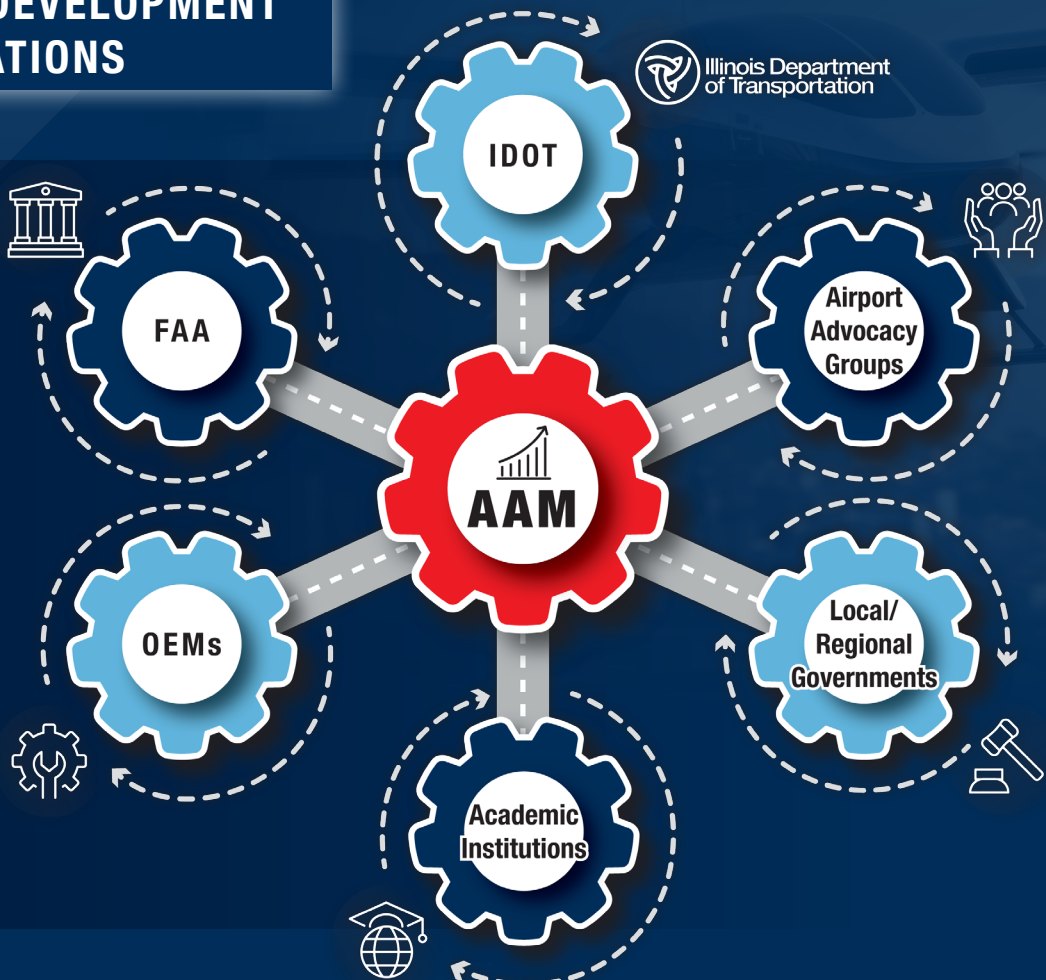 DEVELOPMENT
ATIONS
Illinois Department
of Transportation
IDOT
FAA
Airport
Advocacy
Groups
AAM
OEMs
Local/
Regional
Governments
Academic
Institutions